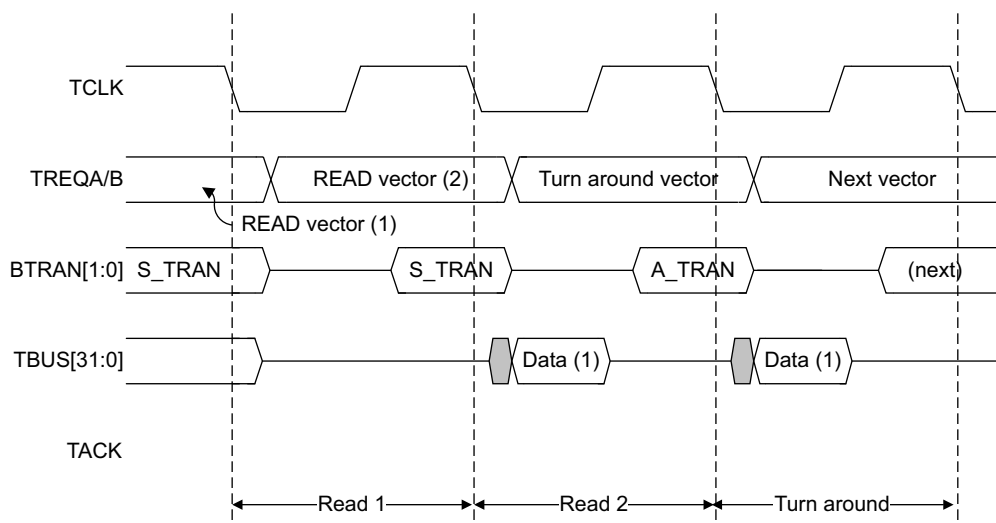 TCLK
TREQA/B READ vector (2) Turn around vector Next vector
READ vector (1)
BTRAN[1:0] S_TRAN S_TRAN A_TRAN (next)
TBUS[31:0] Data (1) Data (1)
TACK
Read 1 Read 2 Turn around